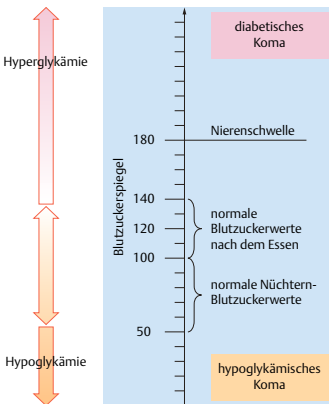 diabetisches
Koma
Hyperglykämie
Nierenschwelle
180
Blutzuckerspiegel
140
120
100
50
normale
Blutzuckerwerte
nach dem Essen
normale Nüchtern-
Blutzuckerwerte
Hypoglykämie
hypoglykämisches
Koma